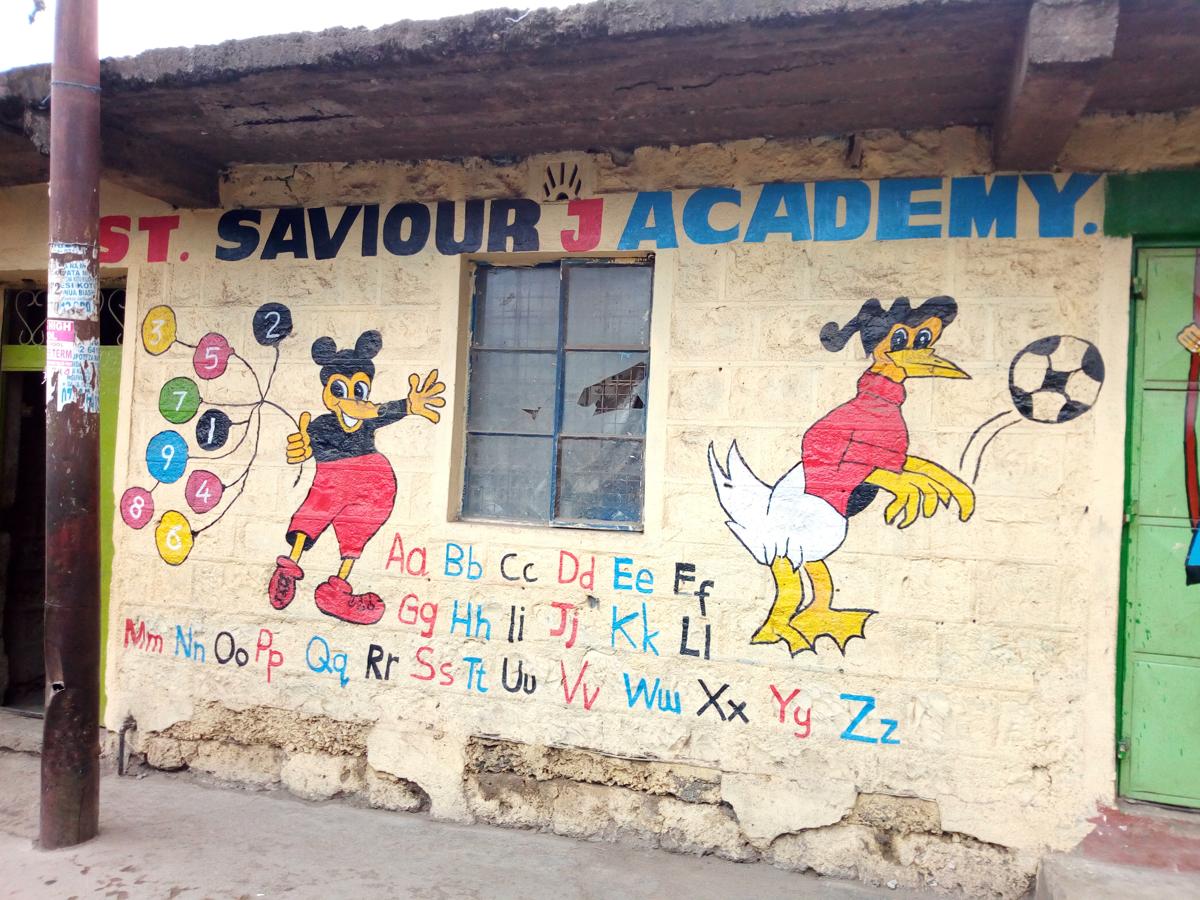 ST. SAVIOUR J ACADEMY.
3
2
5
7
1
9
4
8
6
Aa Bb Cc Dd Ee Ff
Gg Hh Ii Jj Kk Ll
Mm Nn Oo Pp Qq Rr Ss Tt Uu Vv Ww Xx Yy Zz
HIGH
TERM